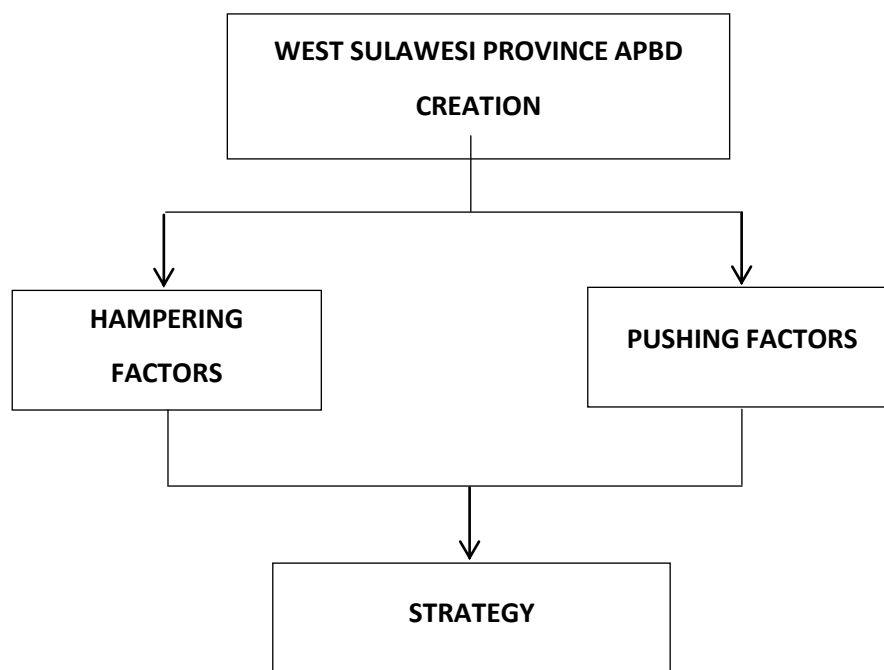 WEST SULAWESI PROVINCE APBD
CREATION
HAMPERING
FACTORS
PUSHING FACTORS
STRATEGY